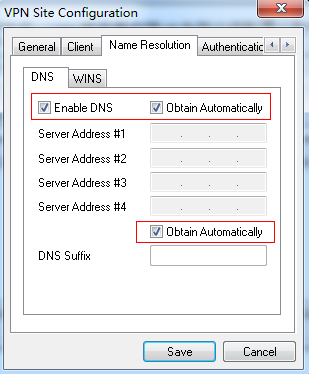 VPN Site Configuration
General Client Name Resolution Authenticatic
DNS WINS
Enable DNS Obtain Automatically
Server Address #1 . . .
Server Address #2 . . .
Server Address #3 . . .
Server Address #4 . . .
Obtain Automatically
DNS Suffix
Save Cancel